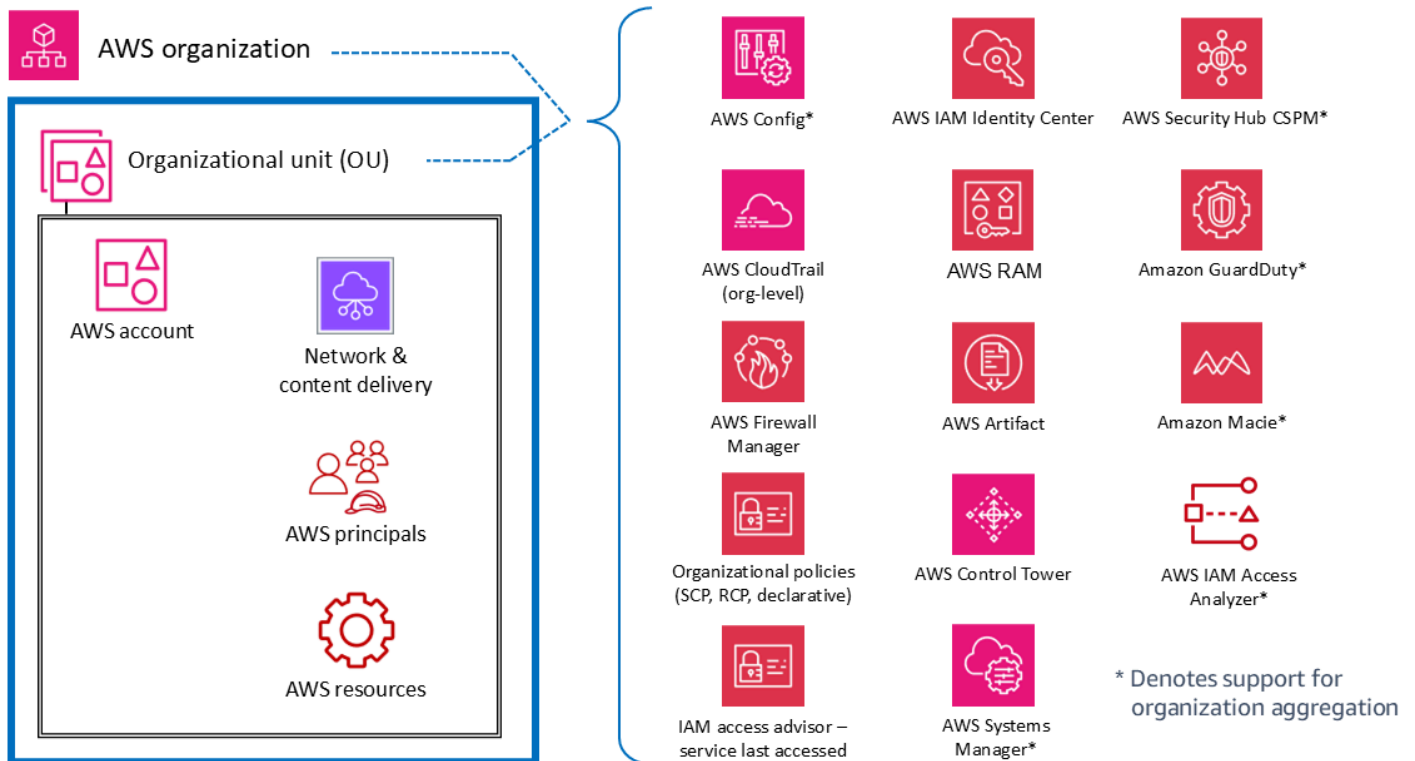 AWS organization
Organizational unit (OU)
AWS account
Network &
content delivery
AWS principals
AWS resources
AWS Config*
AWS IAM Identity Center
AWS Security Hub CSPM*
AWS CloudTrail
(org-level)
AWS RAM
Amazon GuardDuty*
AWS Firewall
Manager
AWS Artifact
Amazon Macie*
Organizational policies
(SCP, RCP, declarative)
AWS Control Tower
AWS IAM Access
Analyzer*
IAM access advisor –
service last accessed
AWS Systems
Manager*
* Denotes support for
organization aggregation